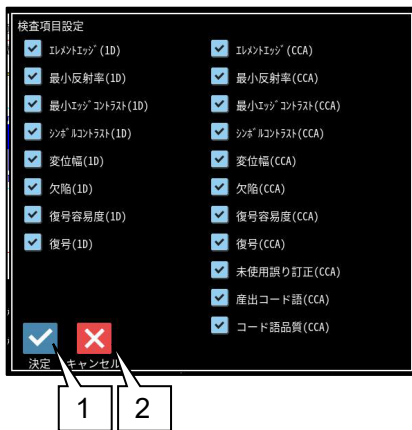 検査項目設定
ｴﾚﾒﾝﾄｴｯｼﾞ(1D)
最小反射率(1D)
最小ｴｯｼﾞｺﾝﾄﾗｽﾄ(1D)
ｼﾝﾎﾞﾙｺﾝﾄﾗｽﾄ(1D)
変位幅(1D)
欠陥(1D)
復号容易度(1D)
復号(1D)
ｴﾚﾒﾝﾄｴｯｼﾞ(CCA)
最小反射率(CCA)
最小ｴｯｼﾞｺﾝﾄﾗｽﾄ(CCA)
ｼﾝﾎﾞﾙｺﾝﾄﾗｽﾄ(CCA)
変位幅(CCA)
欠陥(CCA)
復号容易度(CCA)
復号(CCA)
未使用誤り訂正(CCA)
産出コード語(CCA)
コード語品質(CCA)
決定
キャンセル
1
2